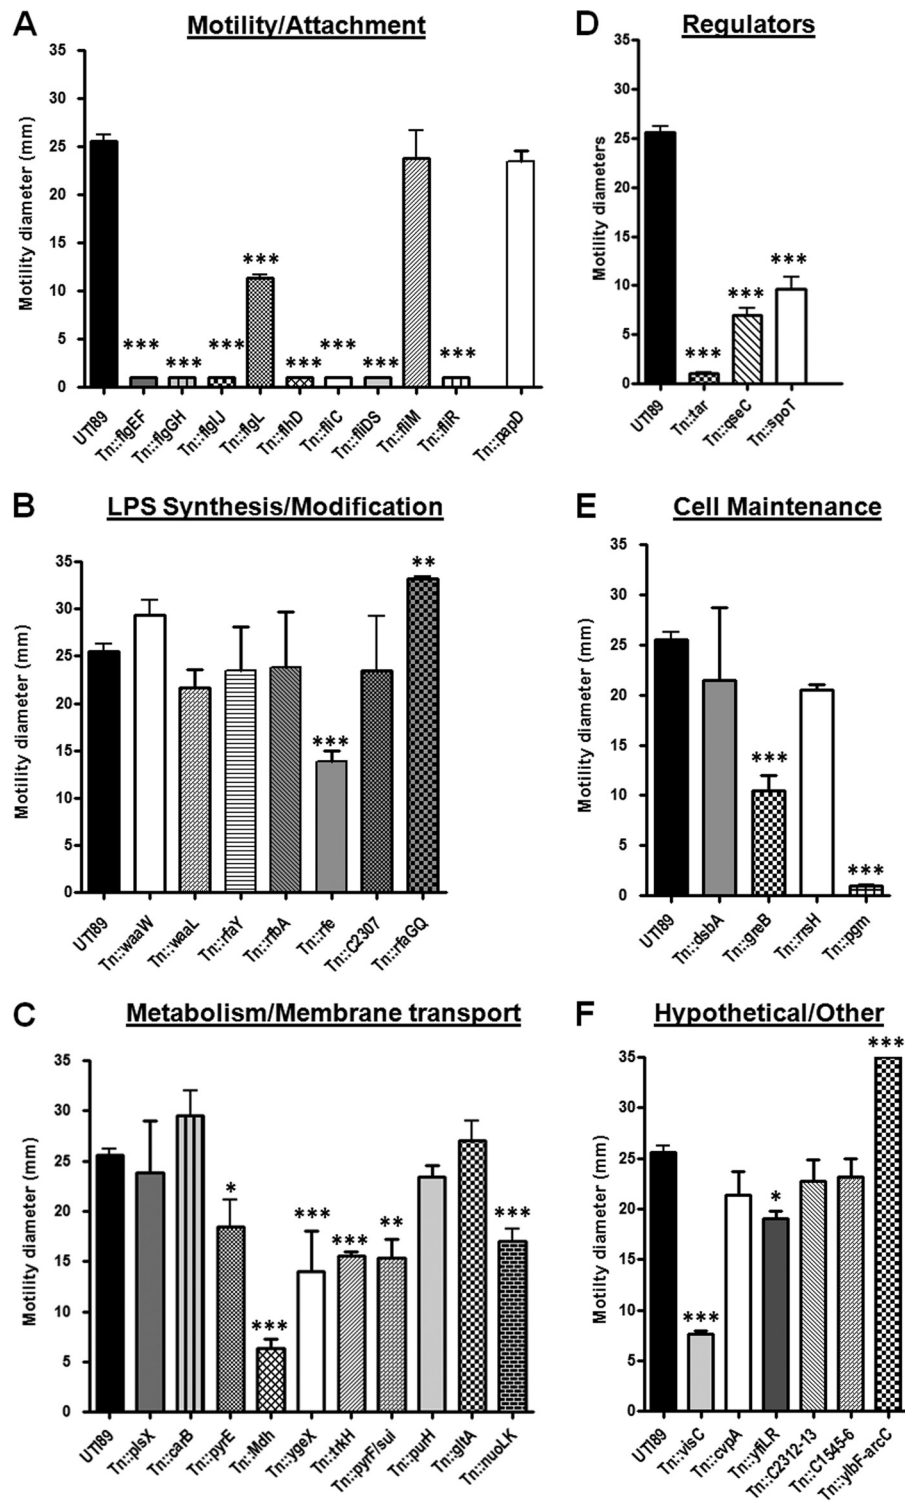 A
Motility/Attachment
Motility diameter (mm)
35
30
25
20
15
10
5
0
***
***
***
***
***
***
***
***
UTI89
Tn::flgEF
Tn::flgGH
Tn::flgIJ
Tn::flgL
Tn::flhD
Tn::fliC
Tn::fliDS
Tn::fliM
Tn::fliR
Tn::papD
D
Regulators
Motility diameters
35
30
25
20
15
10
5
0
***
***
***
UTI89
Tn::tar
Tn::qseC
Tn::spoT
B
LPS Synthesis/Modification
Motility diameter (mm)
35
30
25
20
15
10
5
0
***
**
UTI89
Tn::waaW
Tn::waaL
Tn::rfaY
Tn::rfbA
Tn::rfe
Tn::C2307
Tn::rfaGQ
E
Cell Maintenance
Motility diameter (mm)
35
30
25
20
15
10
5
0
***
***
UTI89
Tn::dsbA
Tn::greB
Tn::rrsH
Tn::pgm
C
Metabolism/Membrane transport
Motility diameter (mm)
35
30
25
20
15
10
5
0
*
***
***
***
**
***
UTI89
Tn::plsX
Tn::carB
Tn::pyrE
Tn::Mdh
Tn::ygeX
Tn::trkH
Tn::pyrF/sui
Tn::purH
Tn::gltA
Tn::nuoLK
F
Hypothetical/Other
Motilty diameter (mm)
35
30
25
20
15
10
5
0
***
*
***
UTI89
Tn::visC
Tn::cvpA
Tn::yfiLR
Tn::C2312-13
Tn::C1545-6
Tn::ylbF-arcC